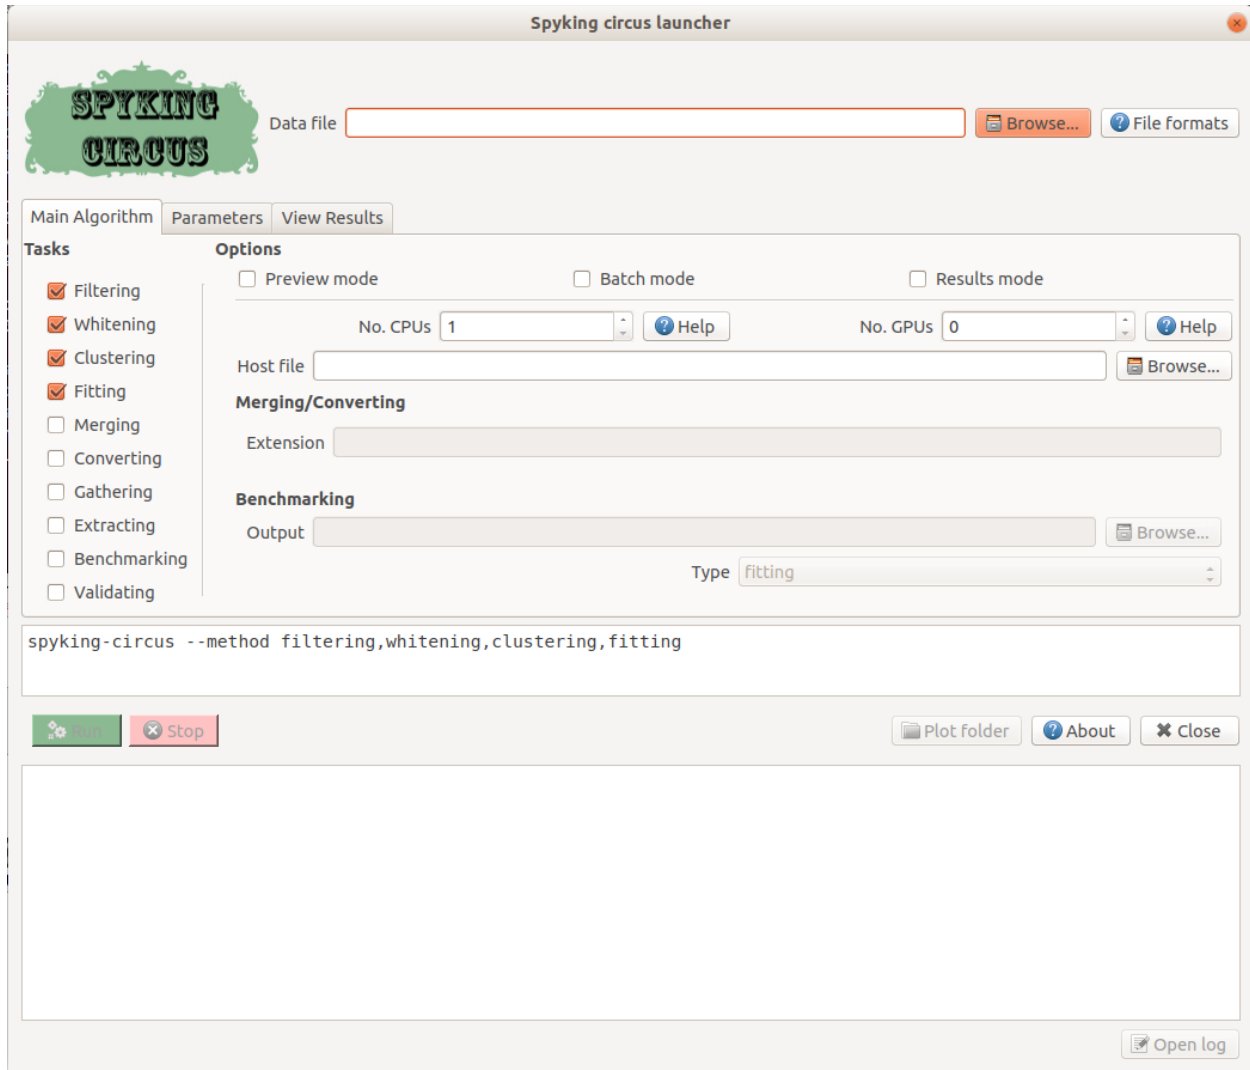 Spyking circus launcher
SPYKING
CIRCUS
Data file
Browse...
File formats
Main Algorithm
Parameters
View Results
Tasks
Options
Filtering
Whitening
Clustering
Fitting
Merging
Converting
Gathering
Extracting
Benchmarking
Validating
Preview mode
Batch mode
Results mode
No. CPUs 1
Help
No. GPUs 0
Help
Host file
Browse...
Merging/Converting
Extension
Benchmarking
Output
Browse...
Type fitting
spyking-circus --method filtering,whitening,clustering,fitting
Run
Stop
Plot folder
About
Close
Open log